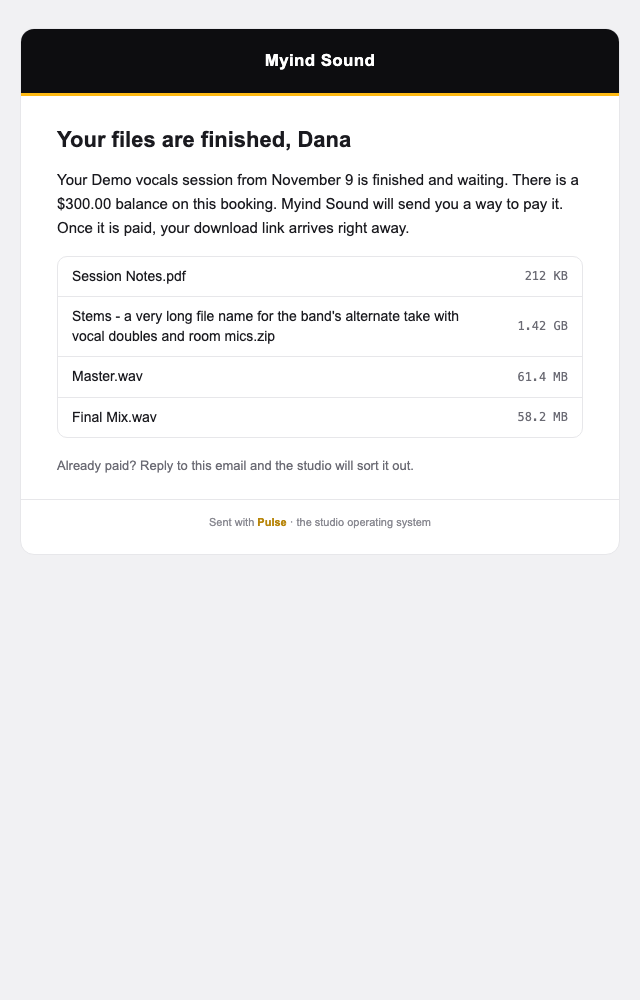 Myind Sound
Your files are finished, Dana
Your Demo vocals session from November 9 is finished and waiting. There is a
$300.00 balance on this booking. Myind Sound will send you a way to pay it.
Once it is paid, your download link arrives right away.
Session Notes.pdf 212 KB
Stems - a very long file name for the band's alternate take with
vocal doubles and room mics.zip 1.42 GB
Master.wav 61.4 MB
Final Mix.wav 58.2 MB
Already paid? Reply to this email and the studio will sort it out.
Sent with Pulse · the studio operating system